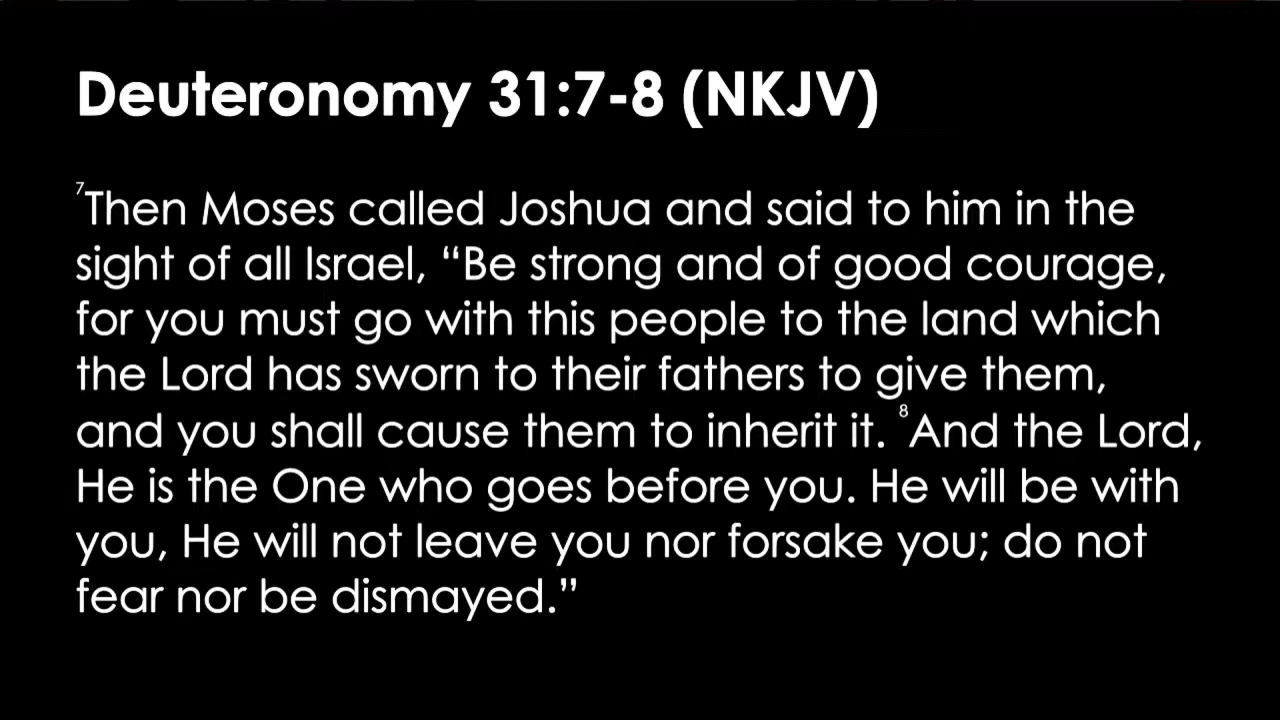 Deuteronomy 31:7-8 (NKJV)
⁷Then Moses called Joshua and said to him in the
sight of all Israel, “Be strong and of good courage,
for you must go with this people to the land which
the Lord has sworn to their fathers to give them,
and you shall cause them to inherit it. ⁸And the Lord,
He is the One who goes before you. He will be with
you, He will not leave you nor forsake you; do not
fear nor be dismayed.”